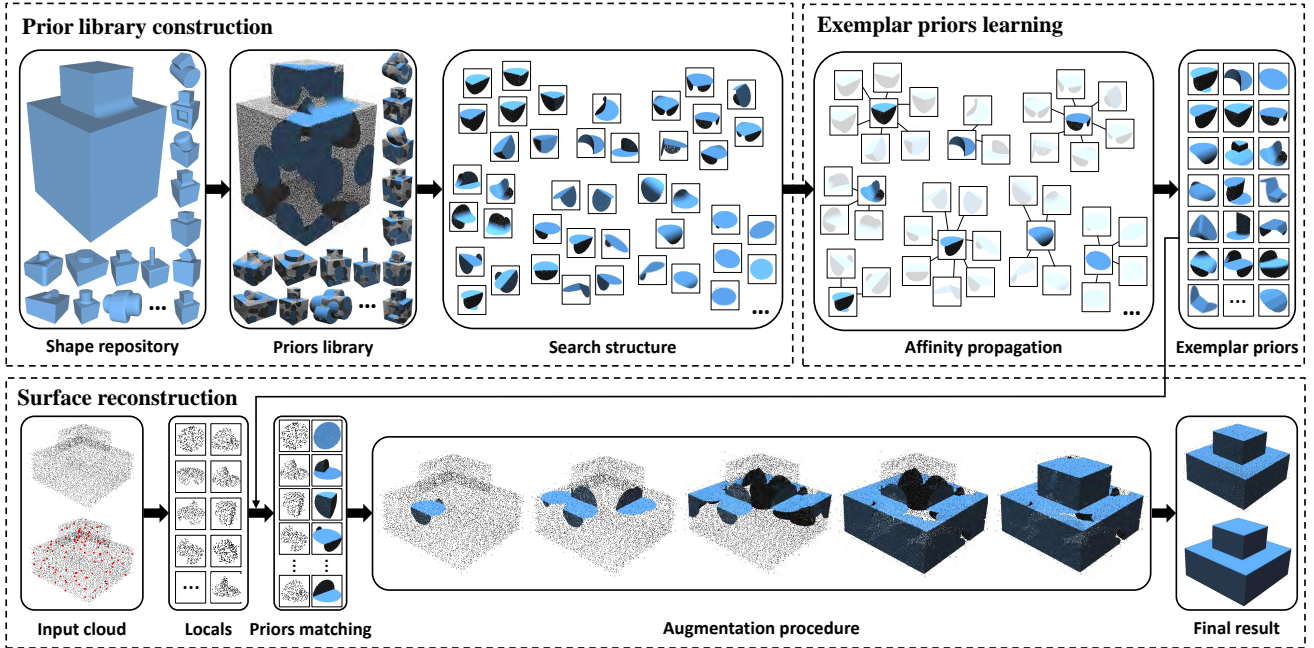 Prior library construction
Exemplar priors learning
...
...
...
...
...
Shape repository
Priors library
Search structure
Affinity propagation
Exemplar priors
Surface reconstruction
...
...
...
Input cloud
Locals
Priors matching
Augmentation procedure
Final result